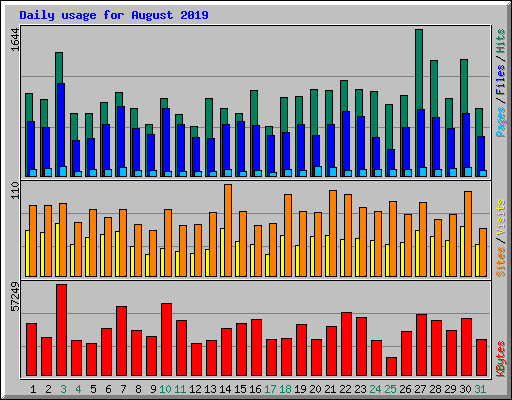 Daily usage for August 2019
1644
Pages / Files / Hits
110
Sites / Visits
57249
KBytes
1 2 3 4 5 6 7 8 9 10 11 12 13 14 15 16 17 18 19 20 21 22 23 24 25 26 27 28 29 30 31